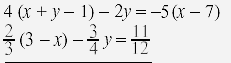 4 (x + y − 1) − 2y = −5 (x − 7)
2/3 (3 − x) − 3/4 y = 11/12